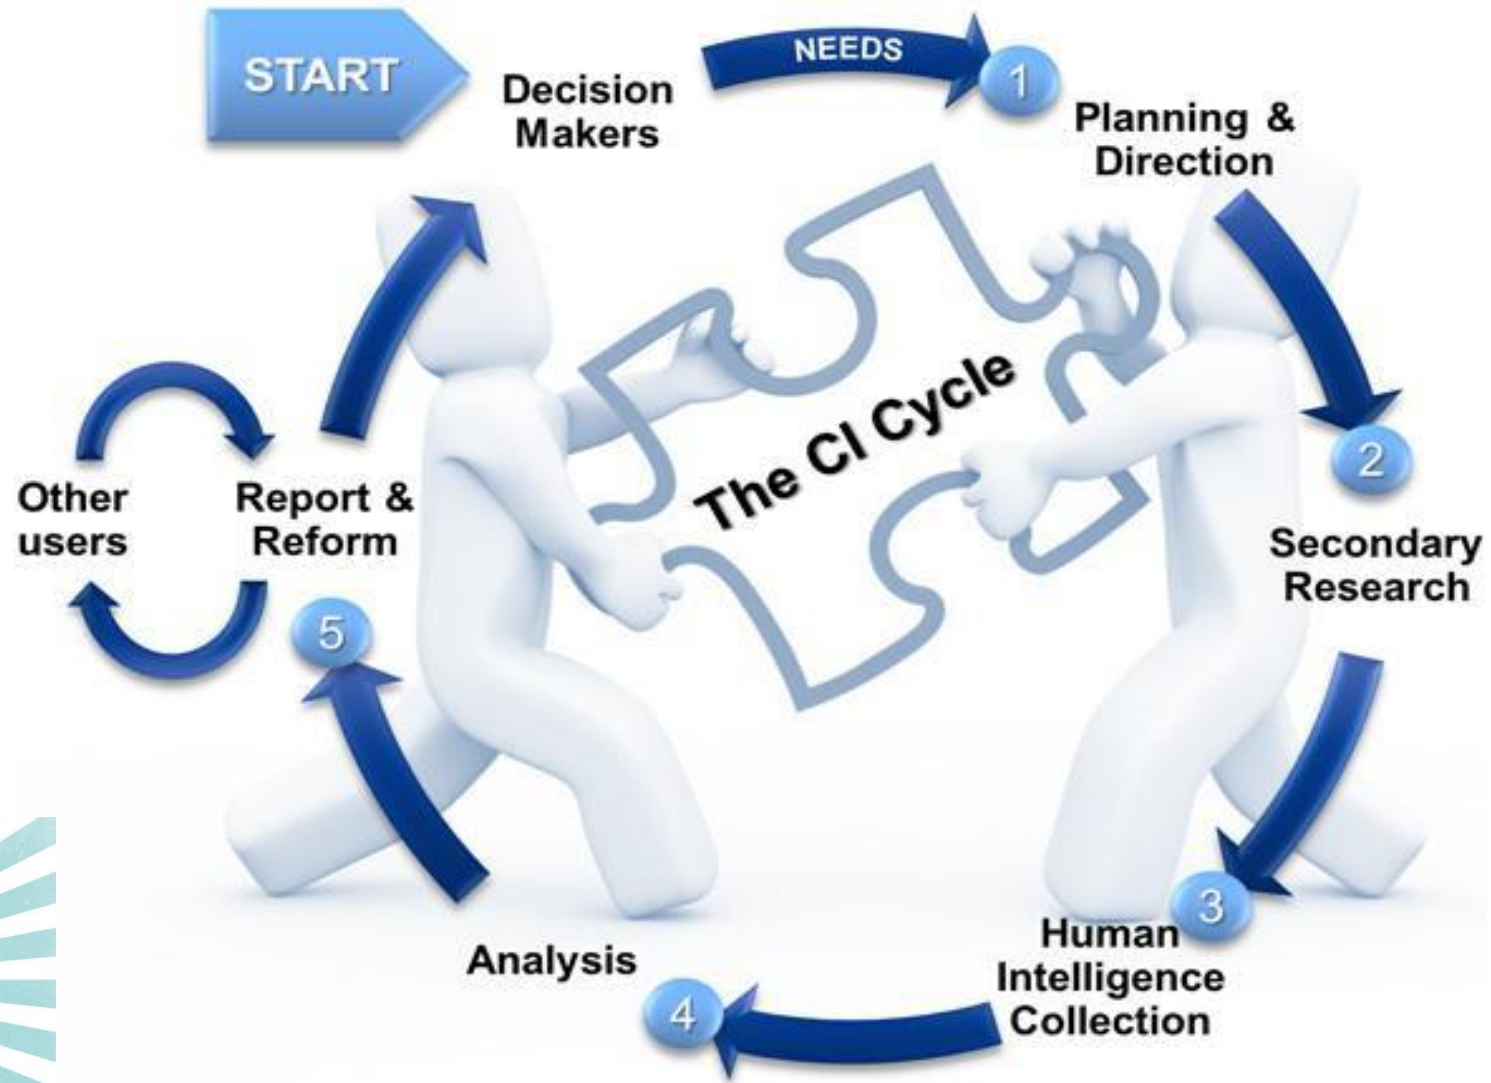 START
Decision
Makers
NEEDS
1
Planning &
Direction
2
Secondary
Research
3
Human
Intelligence
Collection
4
Analysis
5
Report &
Reform
Other
users
The CI Cycle